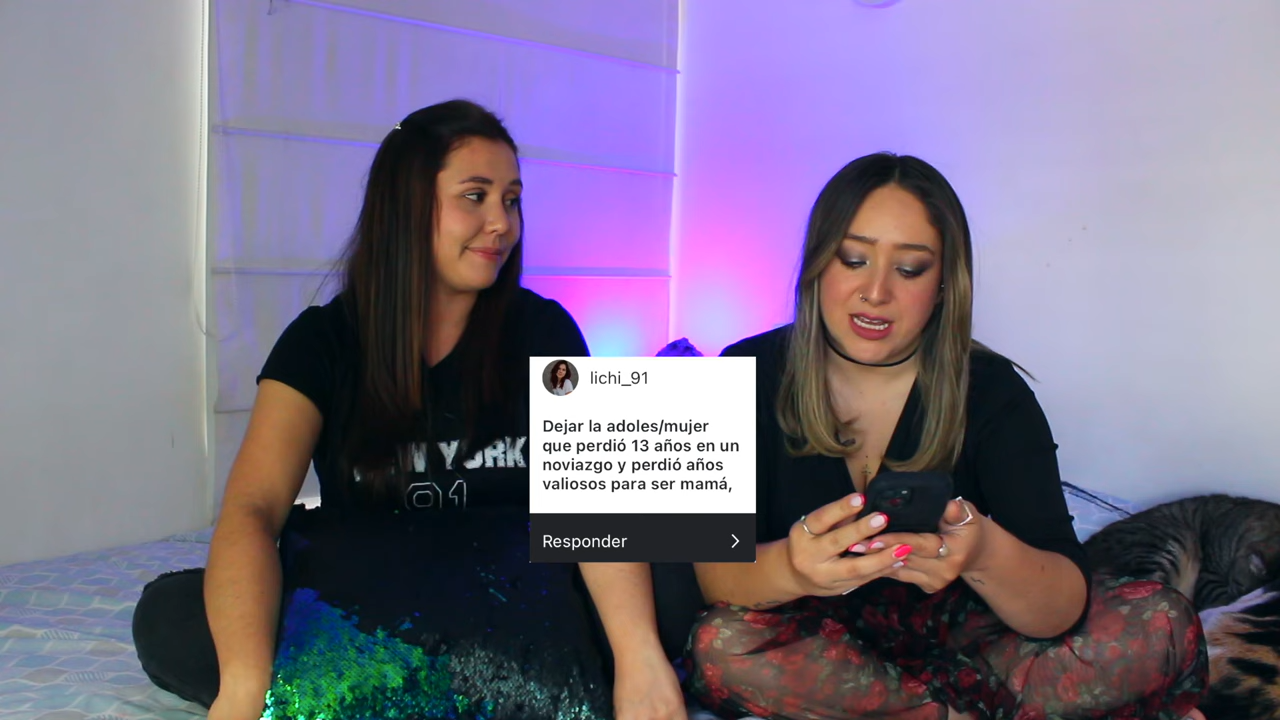 lichi_91
Dejar la adoles/mujer
que perdió 13 años en un
noviazgo y perdió años
valiosos para ser mamá,
Responder
NEW YORK
91